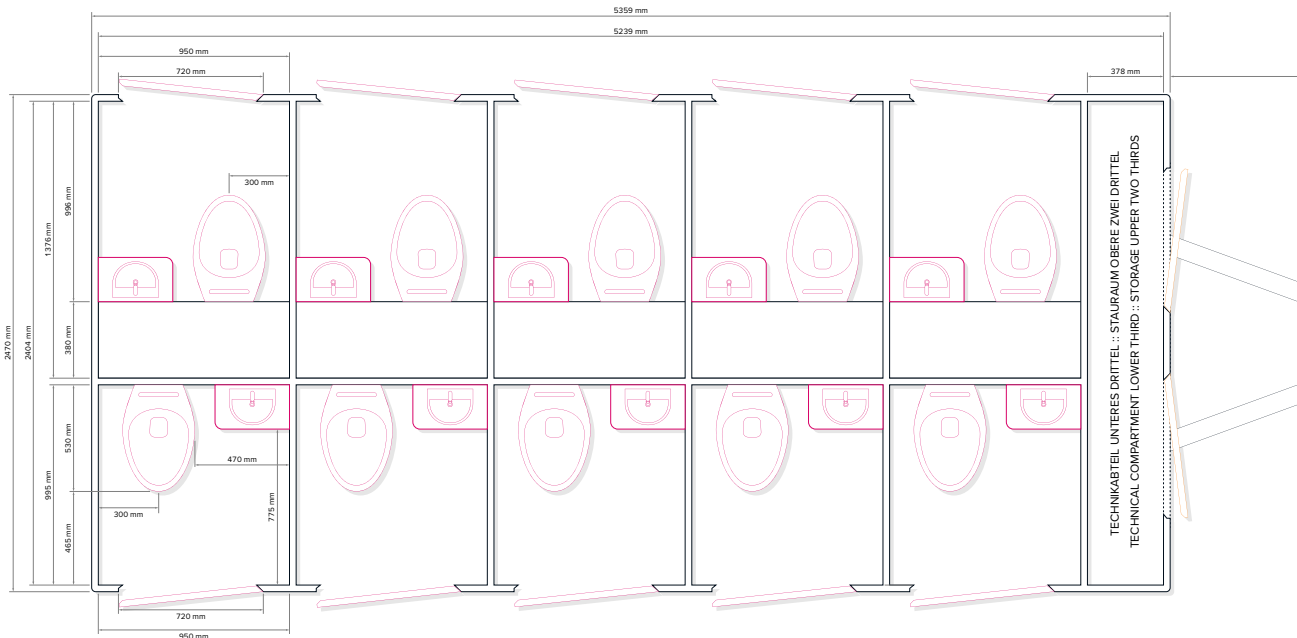 5359 mm
5239 mm
950 mm
720 mm
378 mm
300 mm
996 mm
1376 mm
2470 mm
2404 mm
380 mm
TECHNIKABTEIL UNTERES DRITTEL :: STAURAUM OBERE ZWEI DRITTEL
TECHNICAL COMPARTMENT LOWER THIRD :: STORAGE UPPER TWO THIRDS
530 mm
470 mm
995 mm
300 mm
775 mm
465 mm
720 mm
950 mm